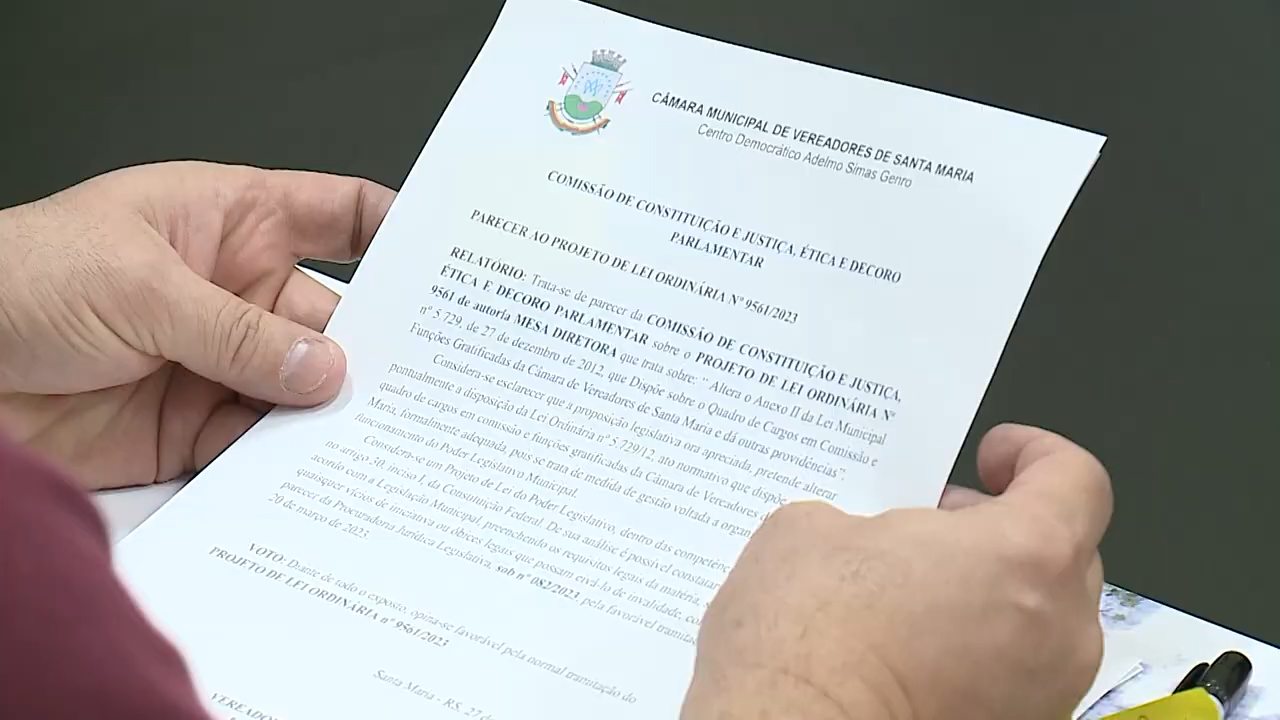 CÂMARA MUNICIPAL DE VEREADORES DE SANTA MARIA
Centro Democrático Adelmo Simas Genro
COMISSÃO DE CONSTITUIÇÃO E JUSTIÇA, ÉTICA E DECORO
PARLAMENTAR
PARECER AO PROJETO DE LEI ORDINÁRIA Nº 9561/2023
RELATÓRIO: Trata-se de parecer da COMISSÃO DE CONSTITUIÇÃO E JUSTIÇA,
ÉTICA E DECORO PARLAMENTAR sobre o PROJETO DE LEI ORDINÁRIA Nº
9561 de autoria MESA DIRETORA que trata sobre: " Altera o Anexo II da Lei Municipal
nº 5.729, de 27 de dezembro de 2012, que Dispõe sobre o Quadro de Cargos em Comissão e
Funções Gratificadas da Câmara de Vereadores de Santa Maria e dá outras providências".
Considera-se esclarecer que a proposição legislativa ora apreciada, pretende alterar
pontualmente a disposição da Lei Ordinária nº 5.729/12, ato normativo que dispõe
quadro de cargos em comissão e funções gratificadas da Câmara de Vereadores d
Maria, formalmente adequada, pois se trata de medida de gestão voltada a organ
funcionamento do Poder Legislativo Municipal.
Considera-se um Projeto de Lei do Poder Legislativo, dentro das competênc
no artigo 30, inciso I, da Constituição Federal. De sua análise é possível constatar
acordo com a Legislação Municipal, preenchendo os requisitos legais da matéria, s
quaisquer vícios de iniciativa ou óbices legais que possam eivá-lo de invalidade, co
parecer da Procuradoria Jurídica Legislativa, sob nº 082/2023, pela favorável tramitaç
20 de março de 2023.
VOTO: Diante de todo o exposto, opina-se favorável pela normal tramitação do
PROJETO DE LEI ORDINÁRIA nº 9561/2023
Santa Maria - RS, 27 d
VEREADO